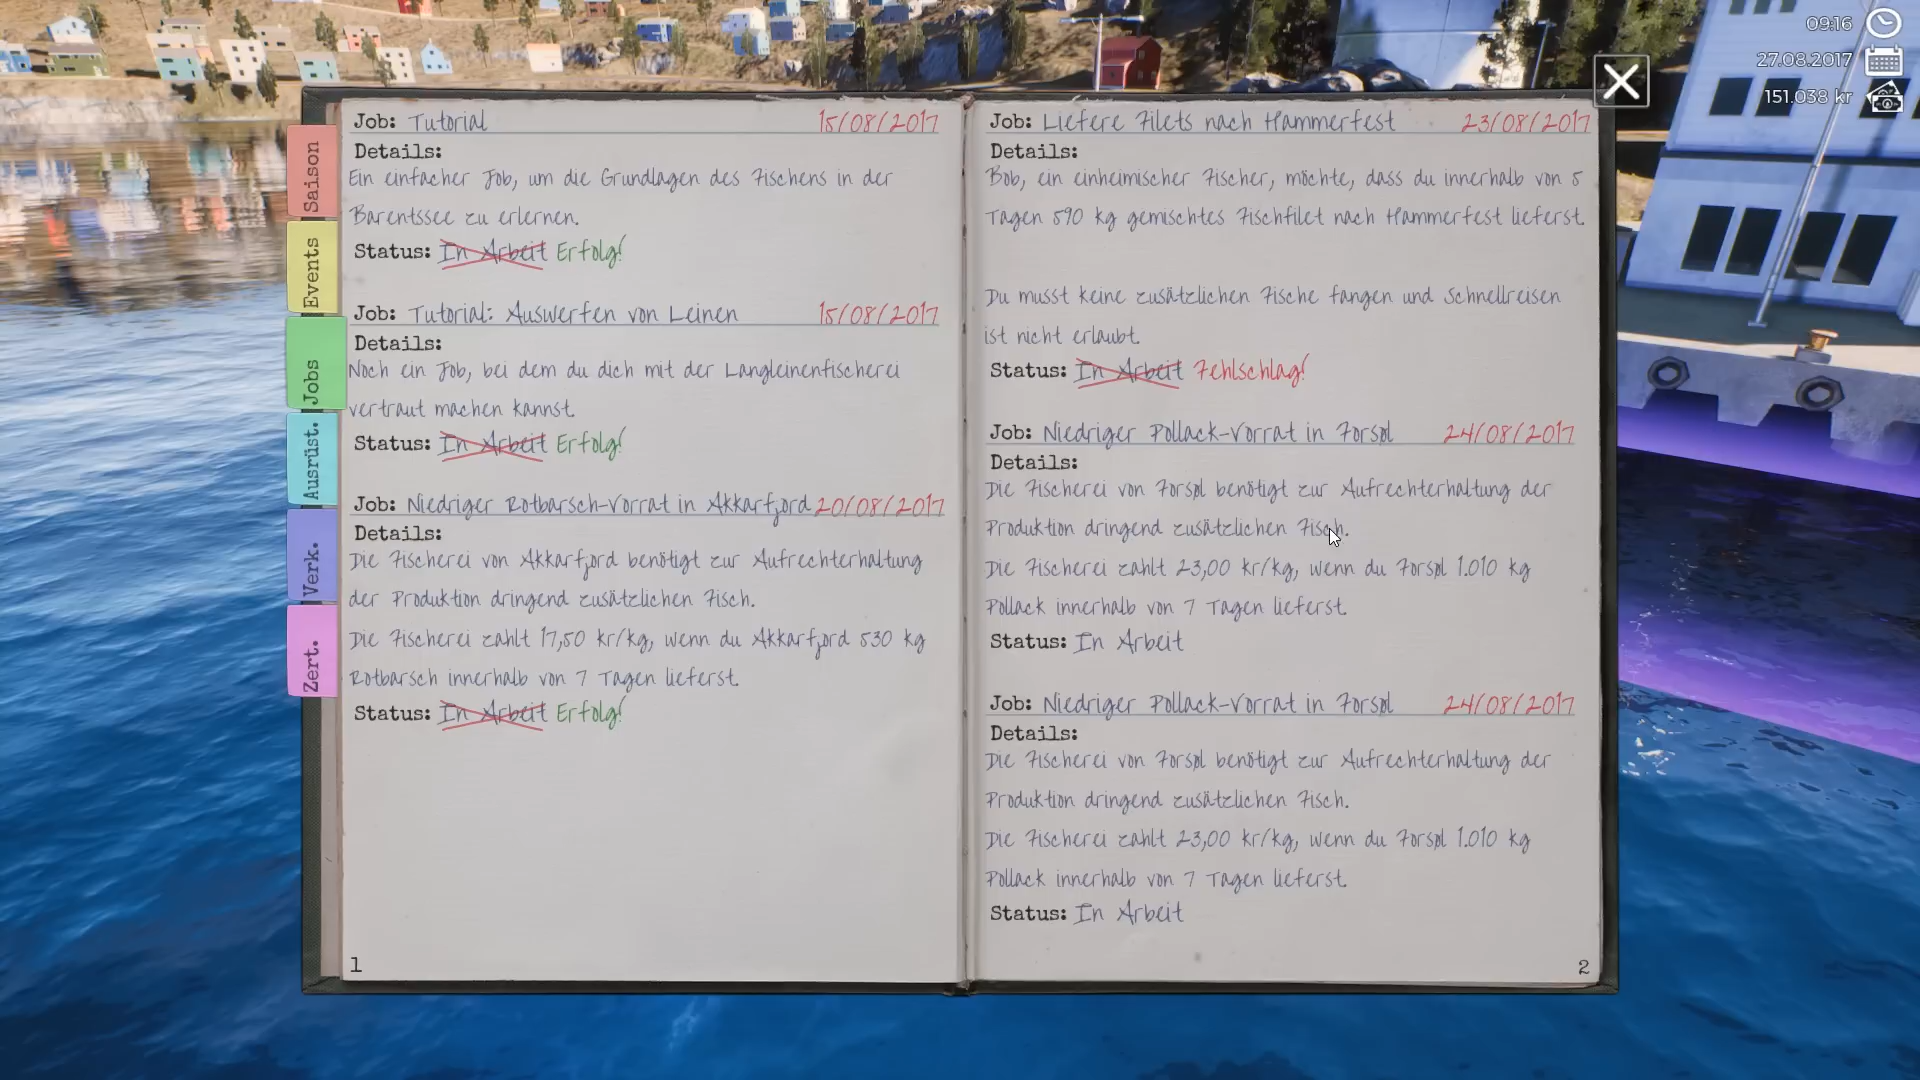 09:16
27.08.2017
151.038 kr
Saison
Events
Jobs
Ausrüst.
Verk.
Zert.
Job: Tutorial 15/08/2017
Details:
Ein einfacher Job, um die Grundlagen des Fischens in der
Barentssee zu erlernen.
Status: In Arbeit Erfolg!
Job: Tutorial: Auswerfen von Leinen 15/08/2017
Details:
Noch ein Job, bei dem du dich mit der Langleinenfischerei
vertraut machen kannst.
Status: In Arbeit Erfolg!
Job: Niedriger Rotbarsch-Vorrat in Akkarfjord 20/08/2017
Details:
Die Fischerei von Akkarfjord benötigt zur Aufrechterhaltung
der Produktion dringend zusätzlichen Fisch.
Die Fischerei zahlt 17,50 kr/kg, wenn du Akkarfjord 530 kg
Rotbarsch innerhalb von 7 Tagen lieferst.
Status: In Arbeit Erfolg!
1
Job: Liefere Filets nach Hammerfest 23/08/2017
Details:
Bob, ein einheimischer Fischer, möchte, dass du innerhalb von 5
Tagen 590 kg gemischtes Fischfilet nach Hammerfest lieferst.
Du musst keine zusätzlichen Fische fangen und Schnellreisen
ist nicht erlaubt.
Status: In Arbeit Fehlschlag!
Job: Niedriger Pollack-Vorrat in Forsøl 24/08/2017
Details:
Die Fischerei von Forsøl benötigt zur Aufrechterhaltung der
Produktion dringend zusätzlichen Fisch.
Die Fischerei zahlt 23,00 kr/kg, wenn du Forsøl 1.010 kg
Pollack innerhalb von 7 Tagen lieferst.
Status: In Arbeit
Job: Niedriger Pollack-Vorrat in Forsøl 24/08/2017
Details:
Die Fischerei von Forsøl benötigt zur Aufrechterhaltung der
Produktion dringend zusätzlichen Fisch.
Die Fischerei zahlt 23,00 kr/kg, wenn du Forsøl 1.010 kg
Pollack innerhalb von 7 Tagen lieferst.
Status: In Arbeit
2